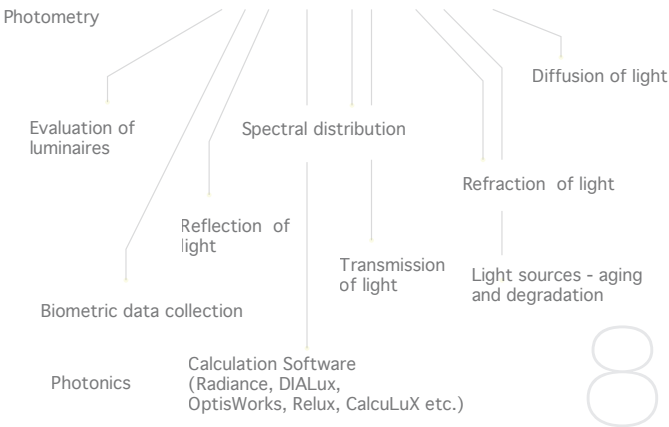 Photometry
Diffusion of light
Evaluation of
luminaires
Spectral distribution
Refraction of light
Reflection of
light
Transmission
of light
Light sources - aging
and degradation
Biometric data collection
Photonics
Calculation Software
(Radiance, DIALux,
OptisWorks, Relux, CalcuLuX etc.)
8